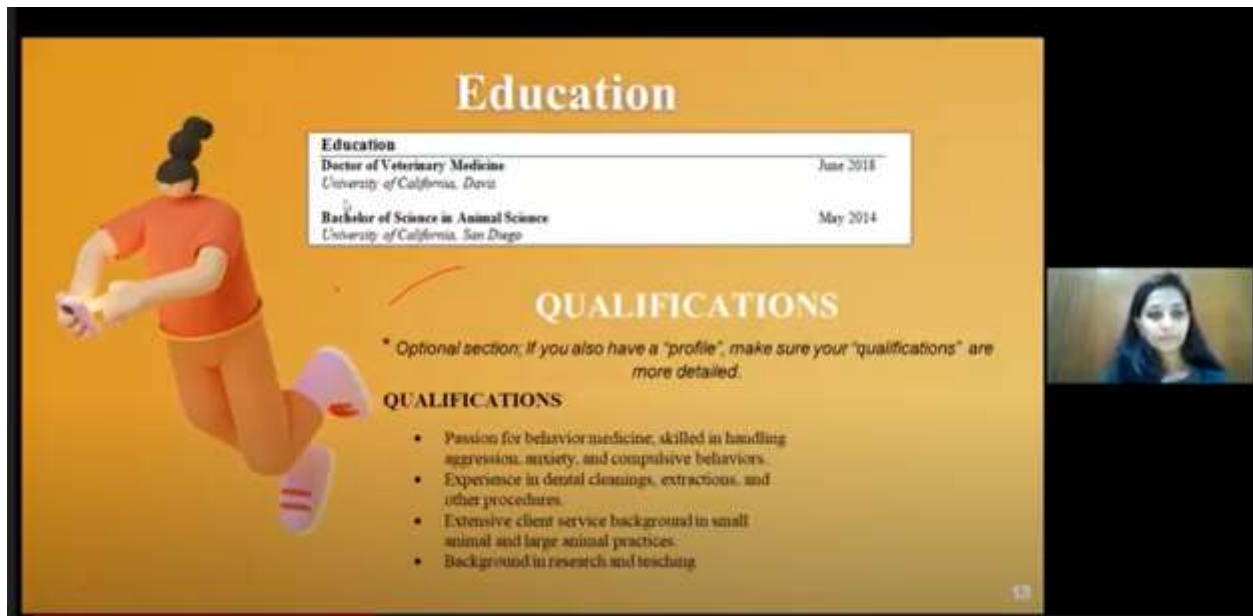 Education
Education
Doctor of Veterinary Medicine June 2018
University of California, Davis
Bachelor of Science in Animal Science May 2014
University of California, San Diego
QUALIFICATIONS
* Optional section; If you also have a "profile", make sure your "qualifications" are
more detailed.
QUALIFICATIONS
• Passion for behavior medicine; skilled in handling
aggression, anxiety, and compulsive behaviors.
• Experience in dental cleanings, extractions, and
other procedures.
• Extensive client service background in small
animal and large animal practices.
• Background in research and teaching
13